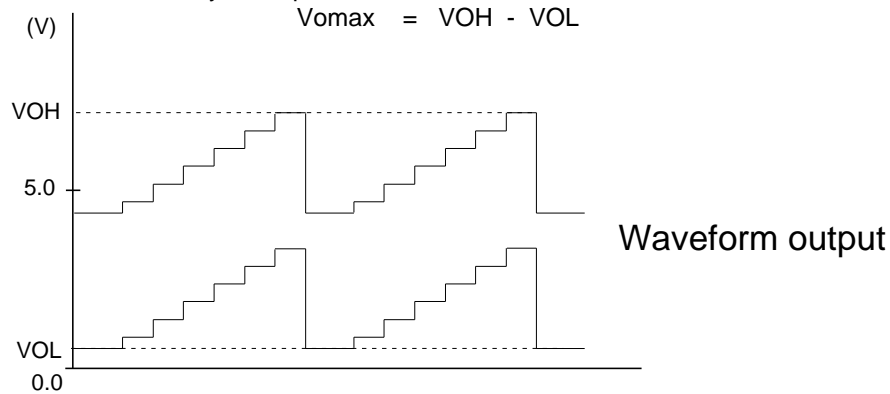 Vomax = VOH - VOL
(V)
VOH
5.0
Waveform output
VOL
0.0